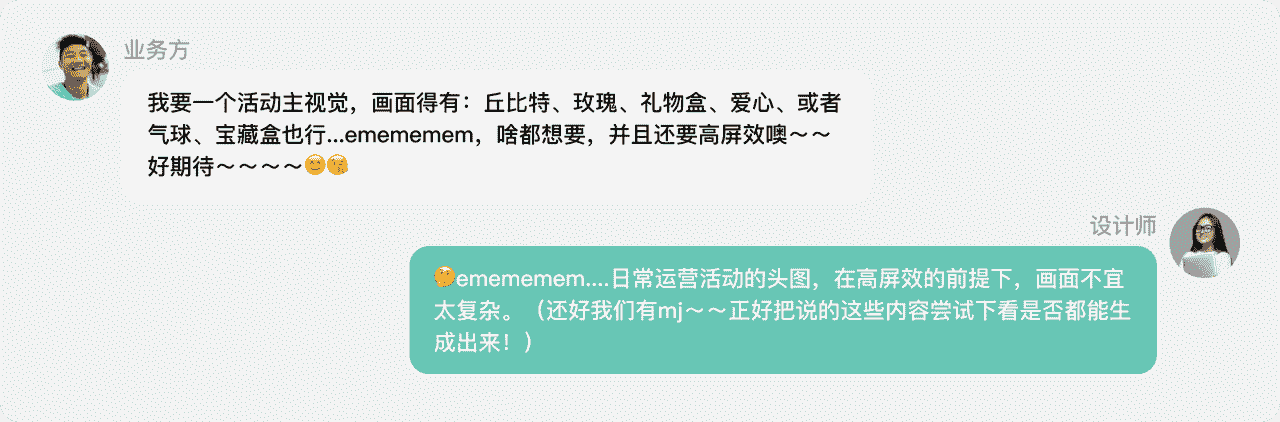 业务方
我要一个活动主视觉，画面得有：丘比特、玫瑰、礼物盒、爱心、或者
气球、宝藏盒也行...emememem，啥都想要，并且还要高屏效噢～～
好期待～～～～😊😘
设计师
🤔emememem....日常运营活动的头图，在高屏效的前提下，画面不宜
太复杂。（还好我们有mj～～正好把说的这些内容尝试下看是否都能生
成出来！）